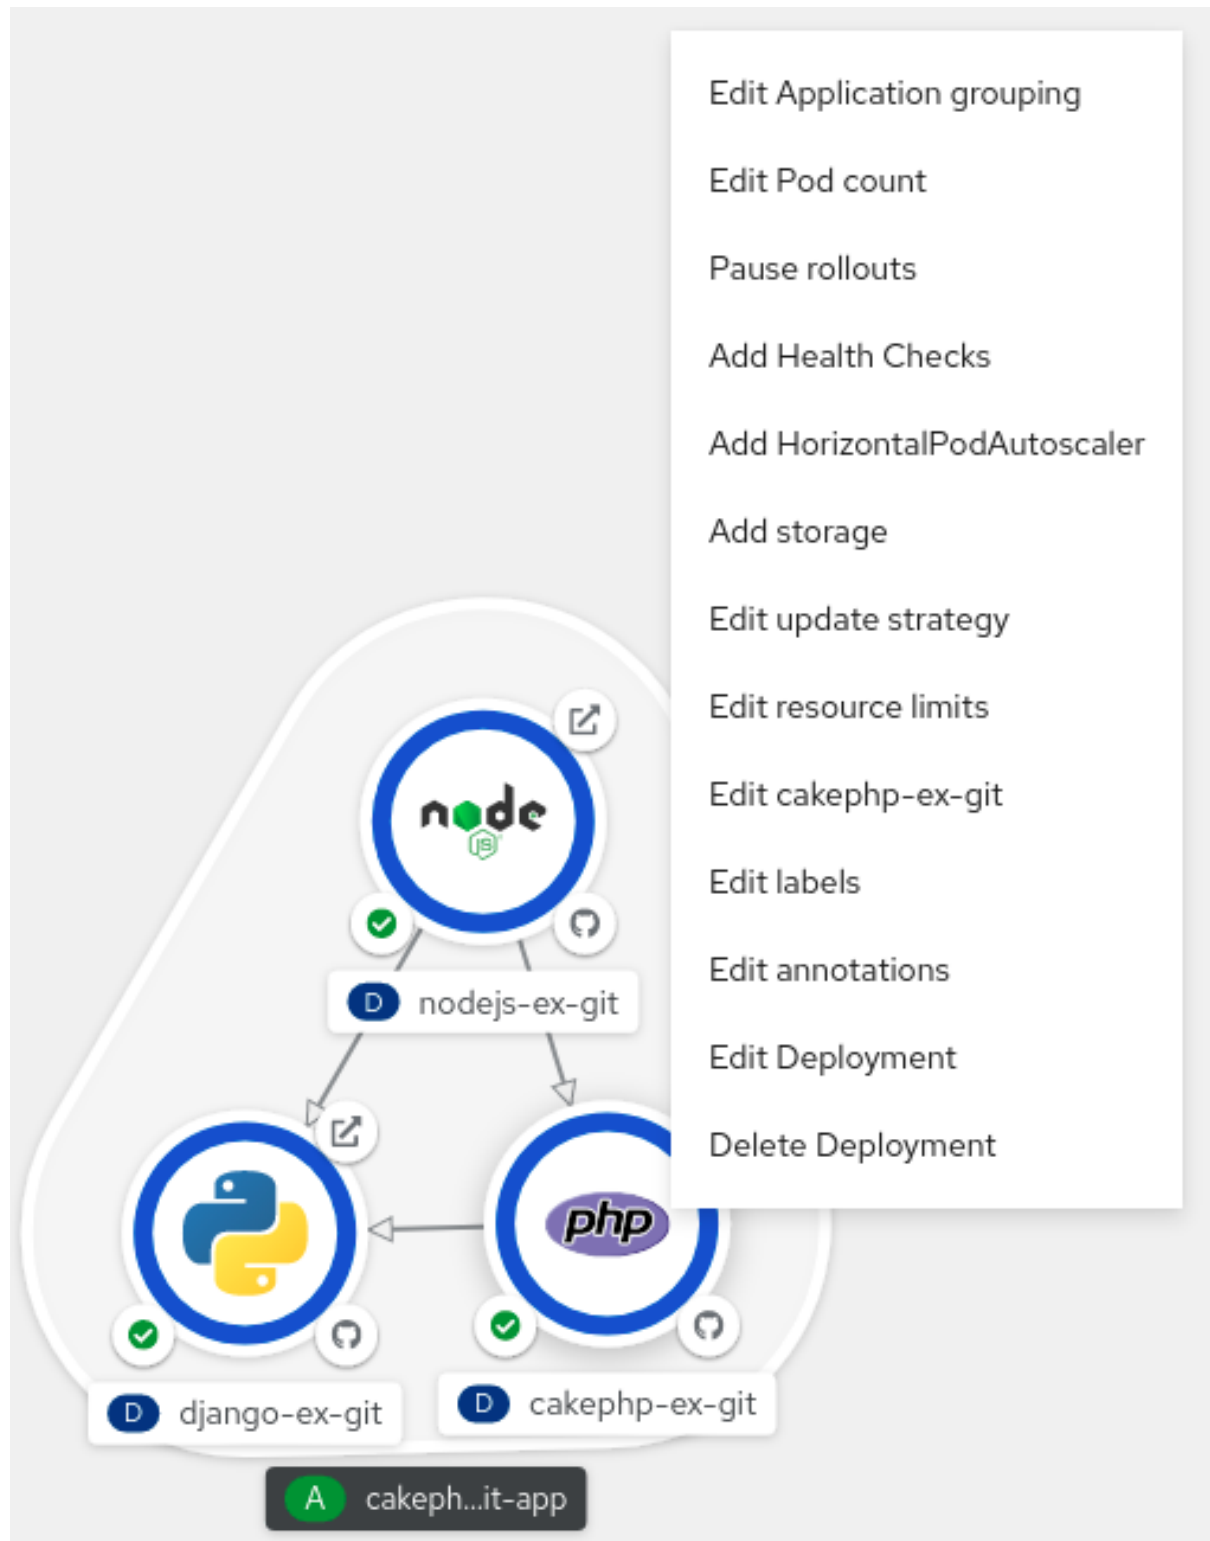 Edit Application grouping
Edit Pod count
Pause rollouts
Add Health Checks
Add HorizontalPodAutoscaler
Add storage
Edit update strategy
Edit resource limits
Edit cakephp-ex-git
Edit labels
Edit annotations
Edit Deployment
Delete Deployment
node
JS
D nodejs-ex-git
php
D django-ex-git
D cakephp-ex-git
A cakeph...it-app